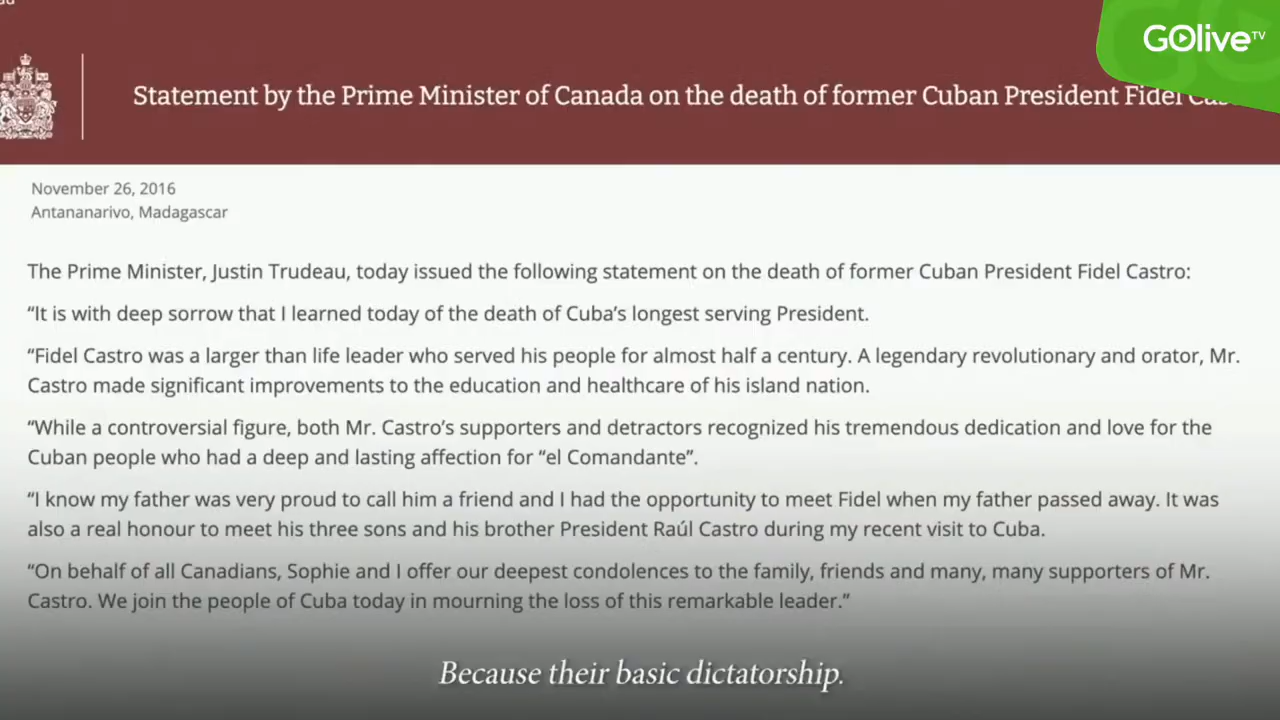 GOlive TV
Statement by the Prime Minister of Canada on the death of former Cuban President Fidel
November 26, 2016
Antananarivo, Madagascar
The Prime Minister, Justin Trudeau, today issued the following statement on the death of former Cuban President Fidel Castro:
“It is with deep sorrow that I learned today of the death of Cuba’s longest serving President.
“Fidel Castro was a larger than life leader who served his people for almost half a century. A legendary revolutionary and orator, Mr.
Castro made significant improvements to the education and healthcare of his island nation.
“While a controversial figure, both Mr. Castro’s supporters and detractors recognized his tremendous dedication and love for the
Cuban people who had a deep and lasting affection for “el Comandante”.
“I know my father was very proud to call him a friend and I had the opportunity to meet Fidel when my father passed away. It was
also a real honour to meet his three sons and his brother President Raúl Castro during my recent visit to Cuba.
“On behalf of all Canadians, Sophie and I offer our deepest condolences to the family, friends and many, many supporters of Mr.
Castro. We join the people of Cuba today in mourning the loss of this remarkable leader.”
Because their basic dictatorship.